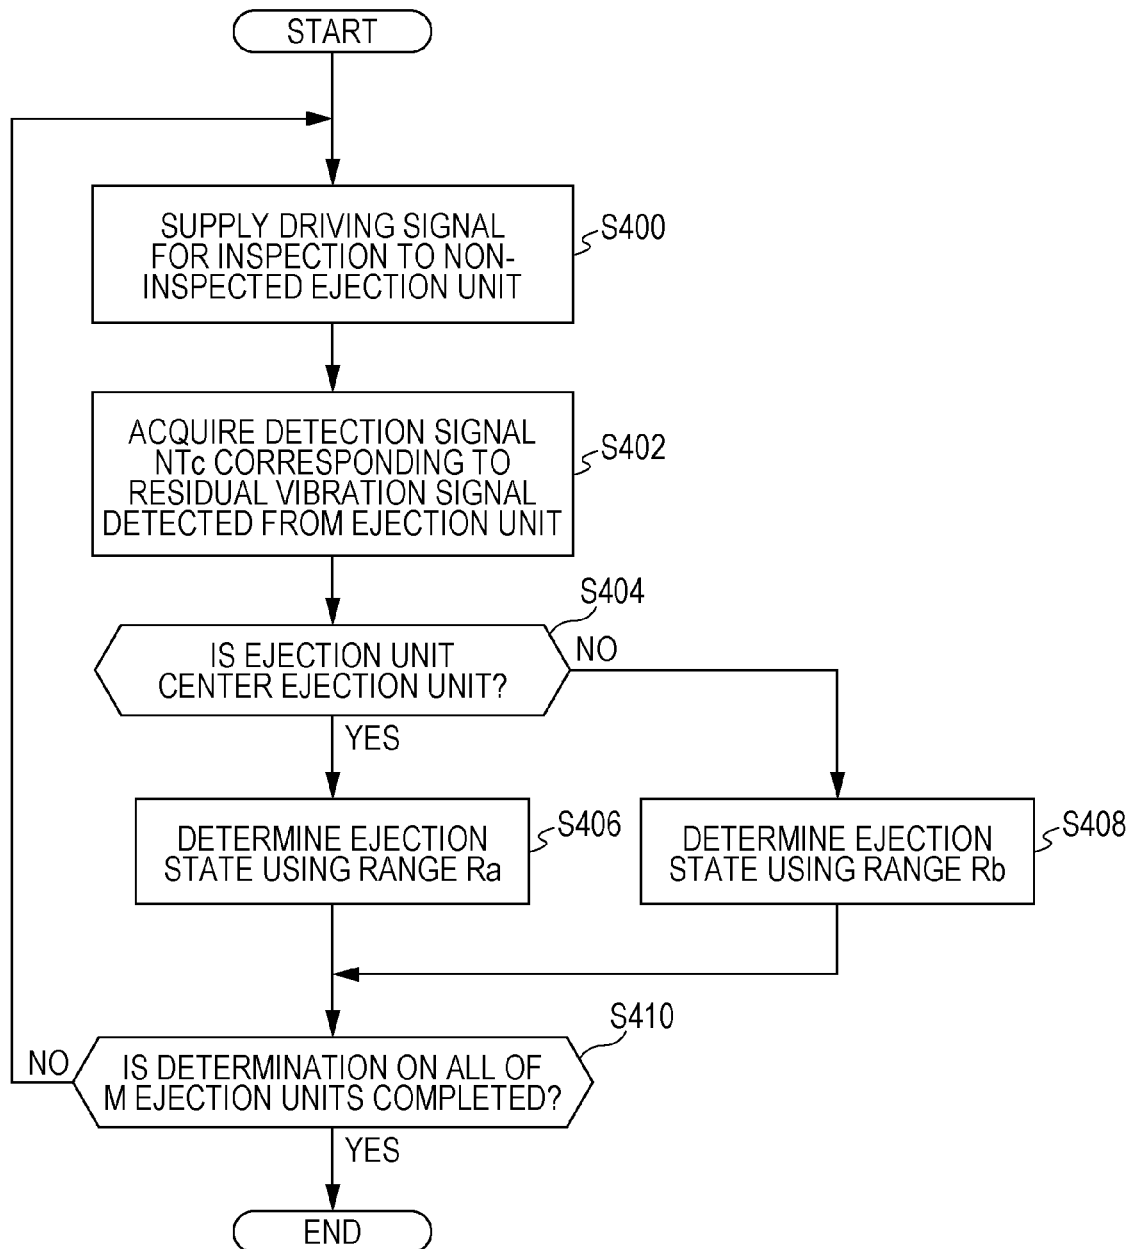 START
SUPPLY DRIVING SIGNAL
FOR INSPECTION TO NON-
INSPECTED EJECTION UNIT
S400
ACQUIRE DETECTION SIGNAL
NTc CORRESPONDING TO
RESIDUAL VIBRATION SIGNAL
DETECTED FROM EJECTION UNIT
S402
S404
IS EJECTION UNIT
CENTER EJECTION UNIT?
NO
YES
DETERMINE EJECTION
STATE USING RANGE Ra
S406
DETERMINE EJECTION
STATE USING RANGE Rb
S408
S410
NO
IS DETERMINATION ON ALL OF
M EJECTION UNITS COMPLETED?
YES
END